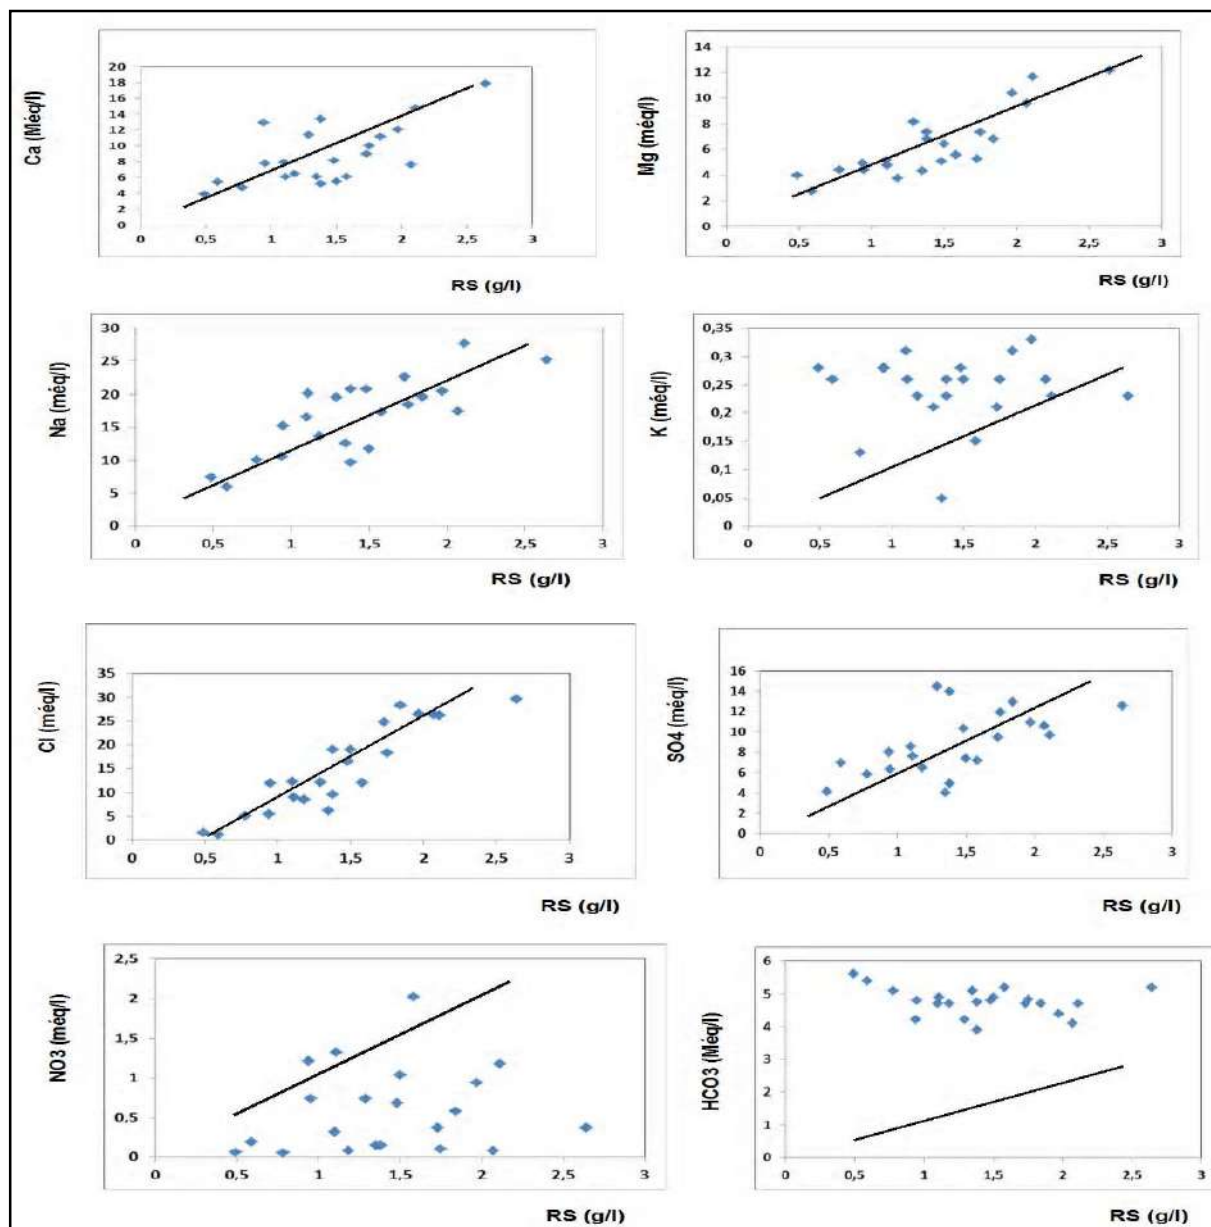 Ca (Méq/l)
20
18
16
14
12
10
8
6
4
2
0
0 0,5 1 1,5 2 2,5 3
RS (g/l)
Mg (méq/l)
14
12
10
8
6
4
2
0
0 0,5 1 1,5 2 2,5 3
RS (g/l)
Na (méq/l)
30
25
20
15
10
5
0
0 0,5 1 1,5 2 2,5 3
RS (g/l)
K (méq/l)
0,35
0,3
0,25
0,2
0,15
0,1
0,05
0
0 0,5 1 1,5 2 2,5 3
RS (g/l)
Cl (méq/l)
35
30
25
20
15
10
5
0
0 0,5 1 1,5 2 2,5 3
RS (g/l)
SO4 (méq/l)
16
14
12
10
8
6
4
2
0
0 0,5 1 1,5 2 2,5 3
RS (g/l)
NO3 (méq/l)
2,5
2
1,5
1
0,5
0
0 0,5 1 1,5 2 2,5 3
RS (g/l)
HCO3 (Méq/l)
6
5
4
3
2
1
0
0 0,5 1 1,5 2 2,5 3
RS (g/l)